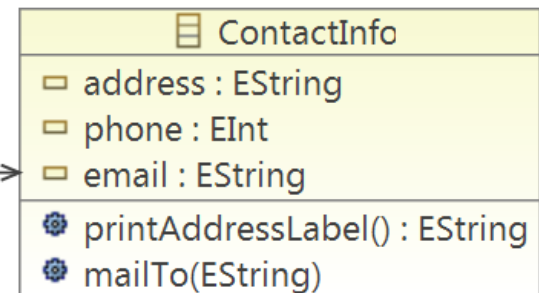 ContactInfo
address : EString
phone : EInt
email : EString
printAddressLabel() : EString
mailTo(EString)